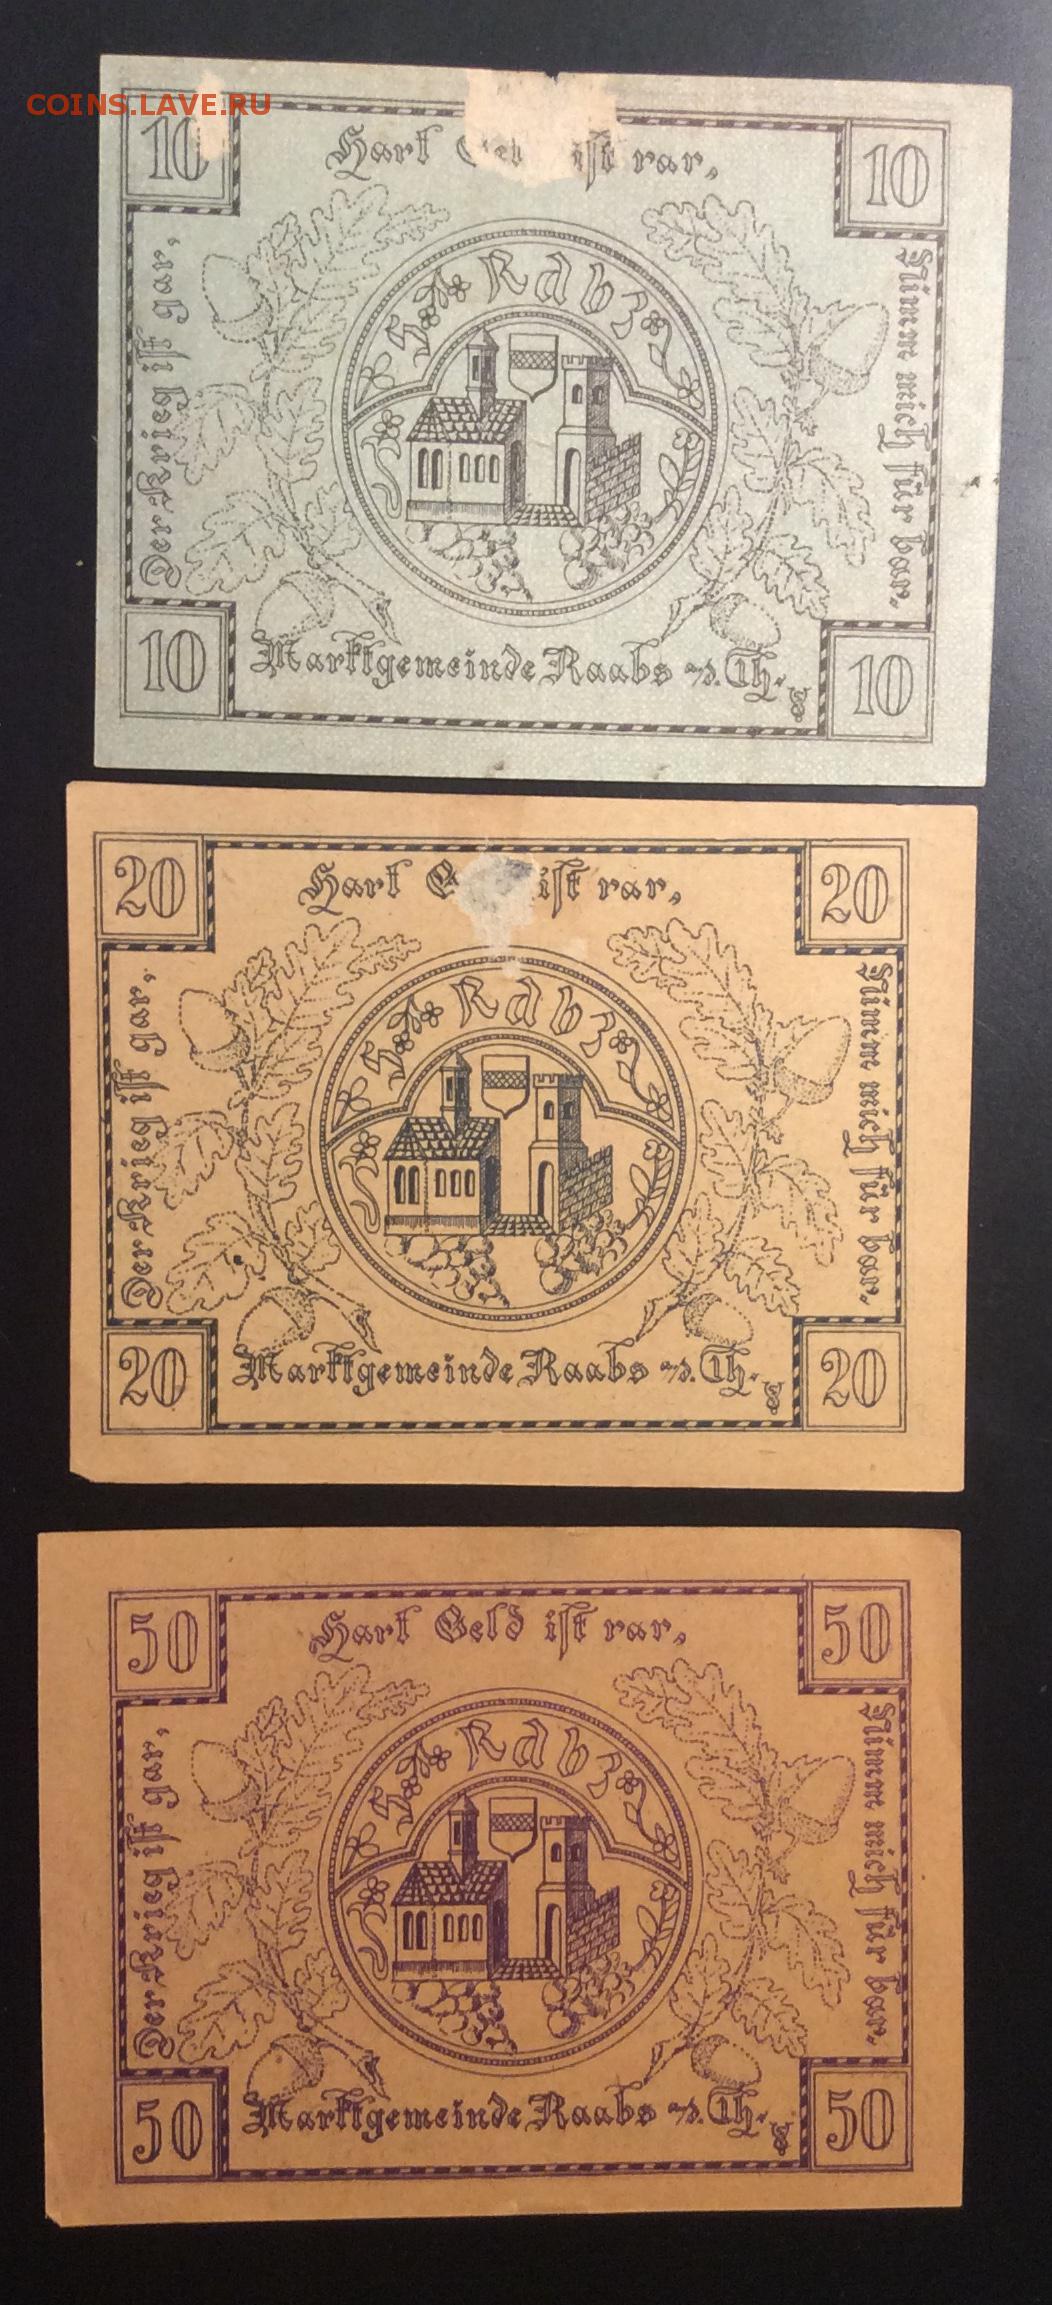 COINS.LAVE.RU
10
10
Hart ist rar,
Der Krieg ist gar,
Nimm mich für bar.
S * Rabz *
10
10
Marktgemeinde Raabs a/d. Th.
20
20
Hart ist rar,
Der Krieg ist gar,
Nimm mich für bar.
S * Rabz *
20
20
Marktgemeinde Raabs a/d. Th.
50
50
Hart Geld ist rar,
Der Krieg ist gar,
Nimm mich für bar.
S * Rabz *
50
50
Marktgemeinde Raabs a/d. Th.